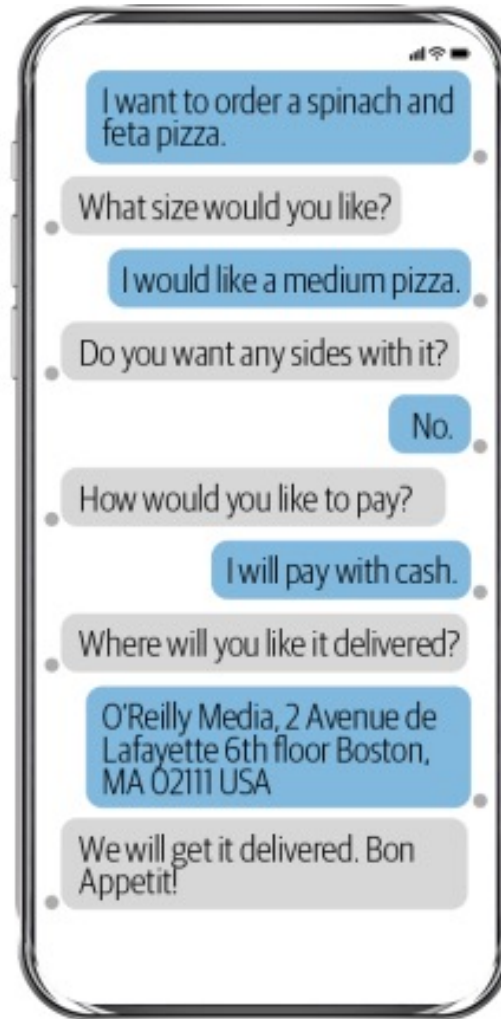 I want to order a spinach and
feta pizza.
What size would you like?
I would like a medium pizza.
Do you want any sides with it?
No.
How would you like to pay?
I will pay with cash.
Where will you like it delivered?
O'Reilly Media, 2 Avenue de
Lafayette 6th floor Boston,
MA 02111 USA
We will get it delivered. Bon
Appetit!